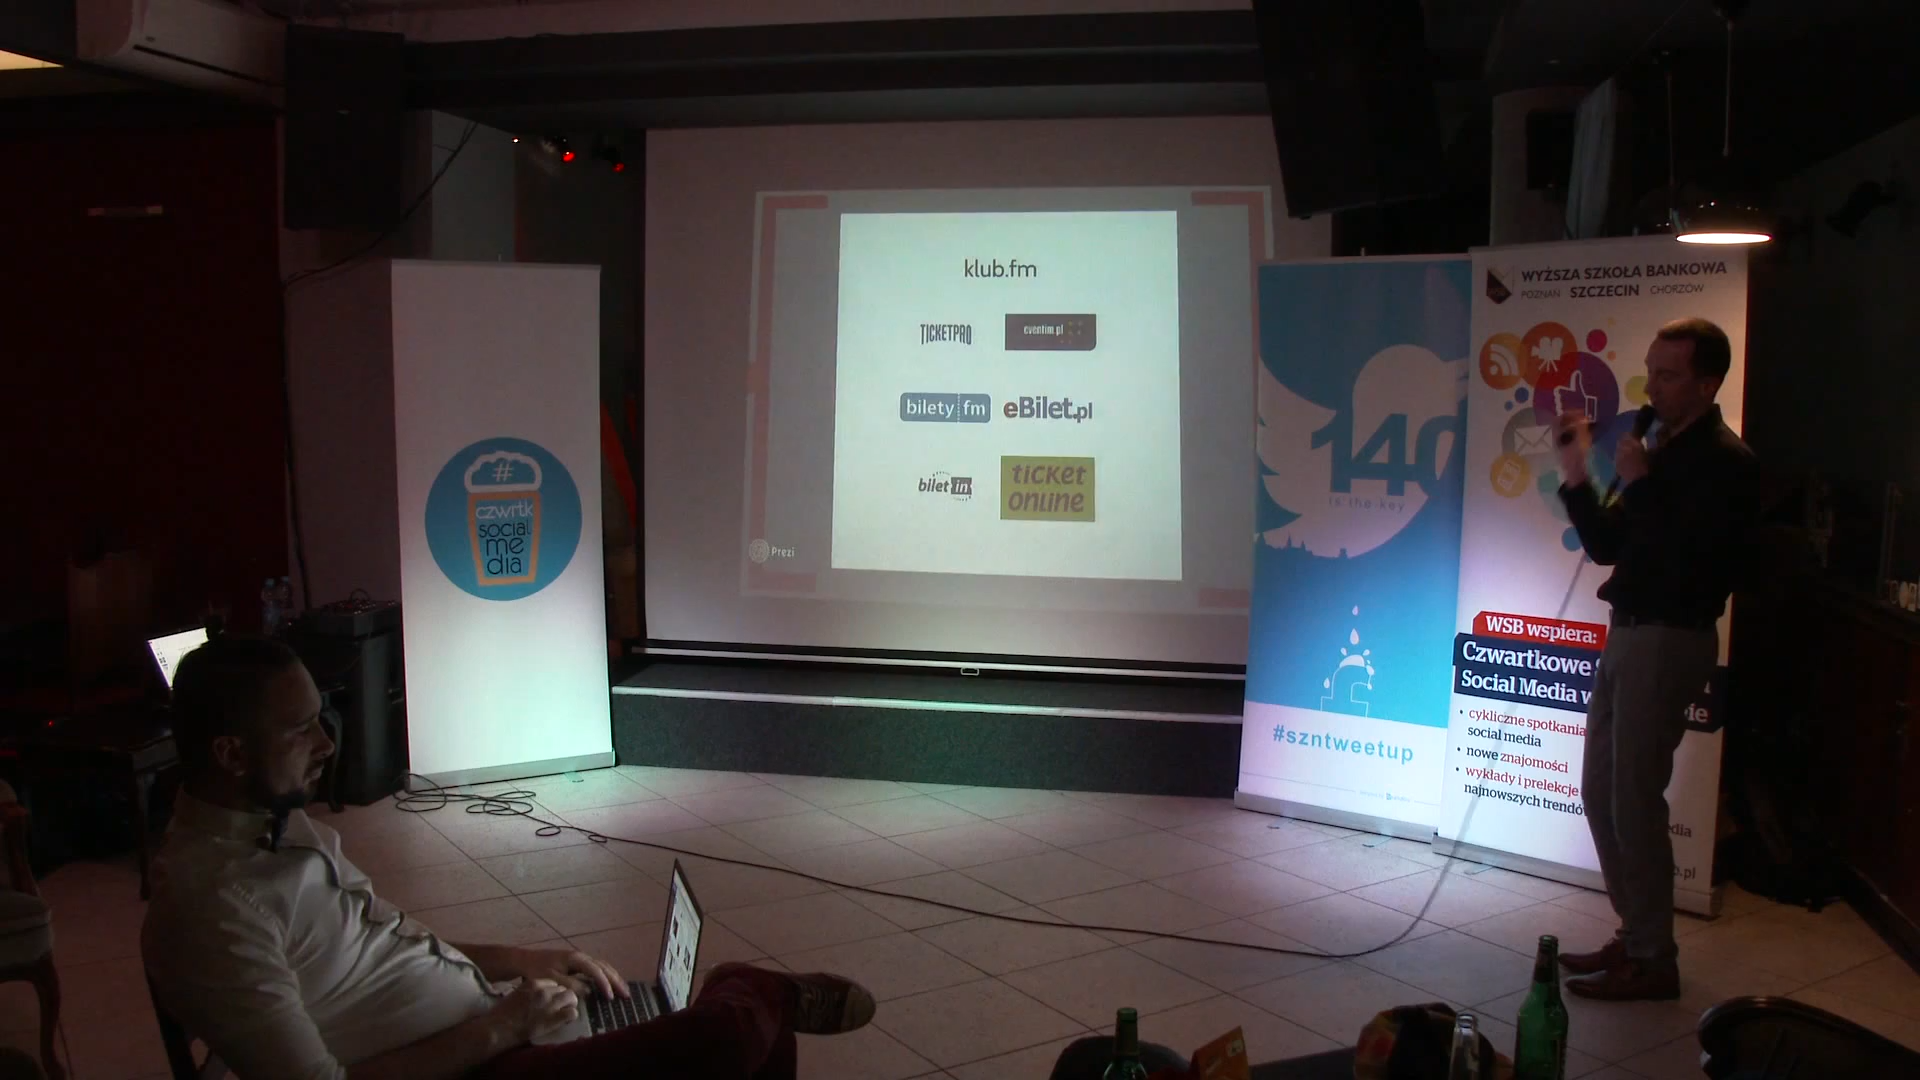 klub.fm
TICKETPRO
eventim.pl
bilety fm
eBilet.pl
bilet in
ticket
online
Prezi
#
czwrtk
social
me
dia
140
is the key
#szntweetup
WYŻSZA SZKOŁA BANKOWA
POZNAŃ SZCZECIN CHORZÓW
WSB wspiera:
Czwartkowe
Social Media w
• cykliczne spotkania
social media
• nowe znajomości
• wykłady i prelekcje
najnowszych trendó